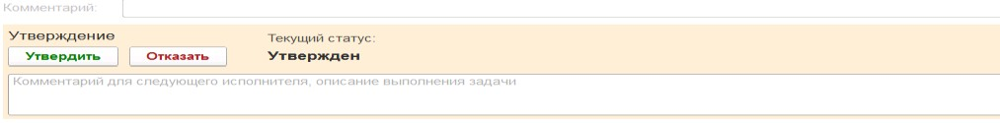 Комментарий:
Утверждение
Текущий статус:
Утвердить
Отказать
Утвержден
Комментарий для следующего исполнителя, описание выполнения задачи